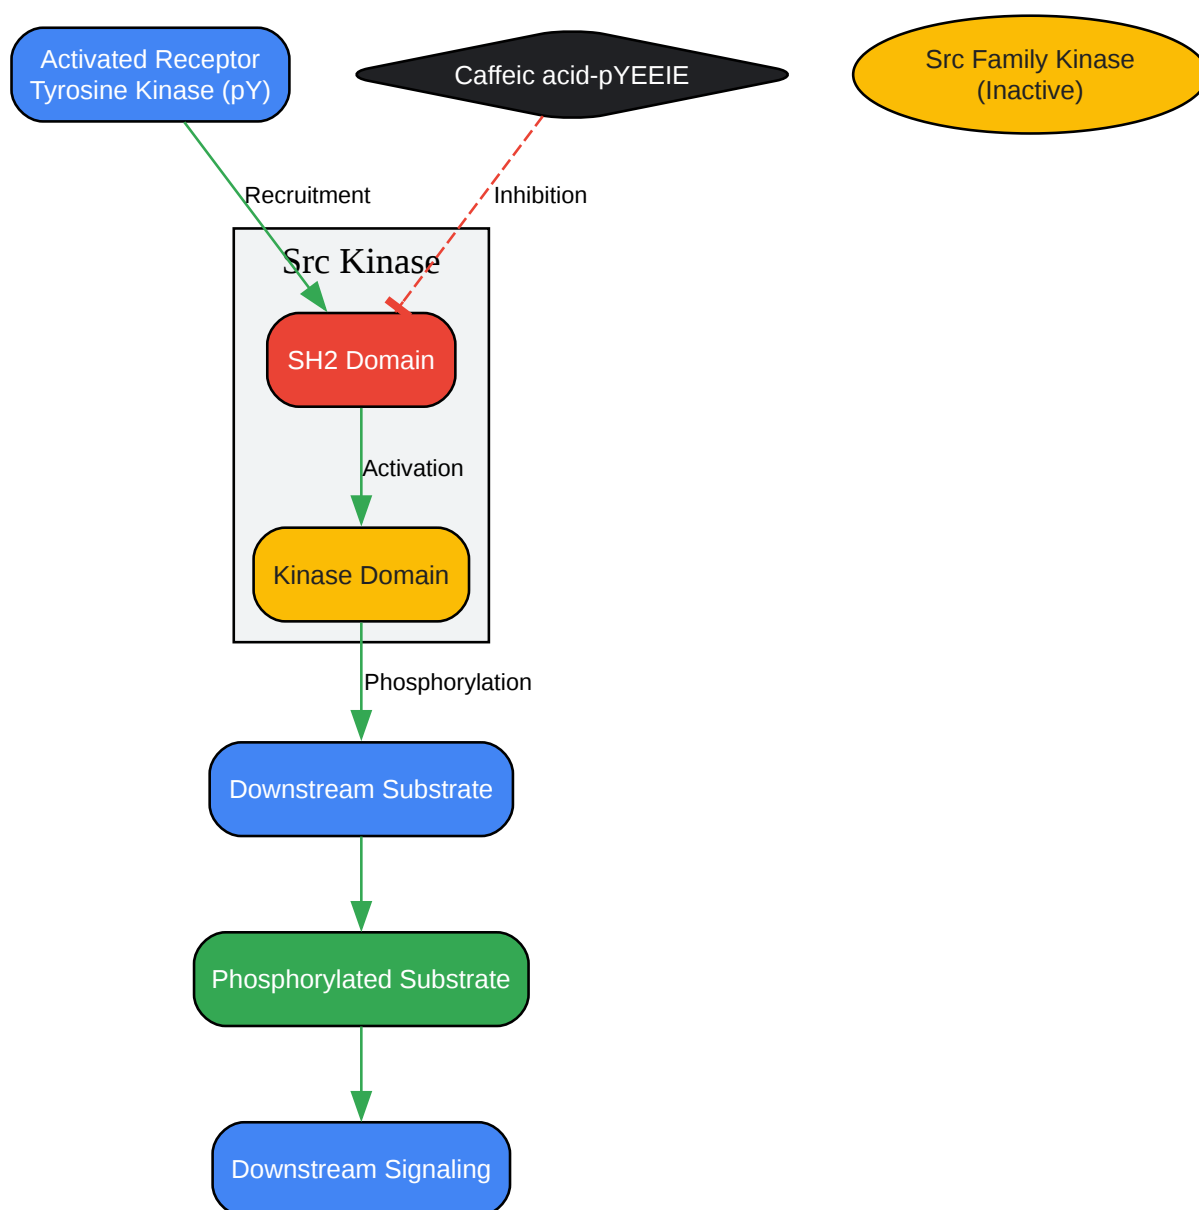 Activated Receptor
Tyrosine Kinase (pY)
Caffeic acid-pYEEIE
Src Family Kinase
(Inactive)
Recruitment
Inhibition
Src Kinase
SH2 Domain
Activation
Kinase Domain
Phosphorylation
Downstream Substrate
Phosphorylated Substrate
Downstream Signaling